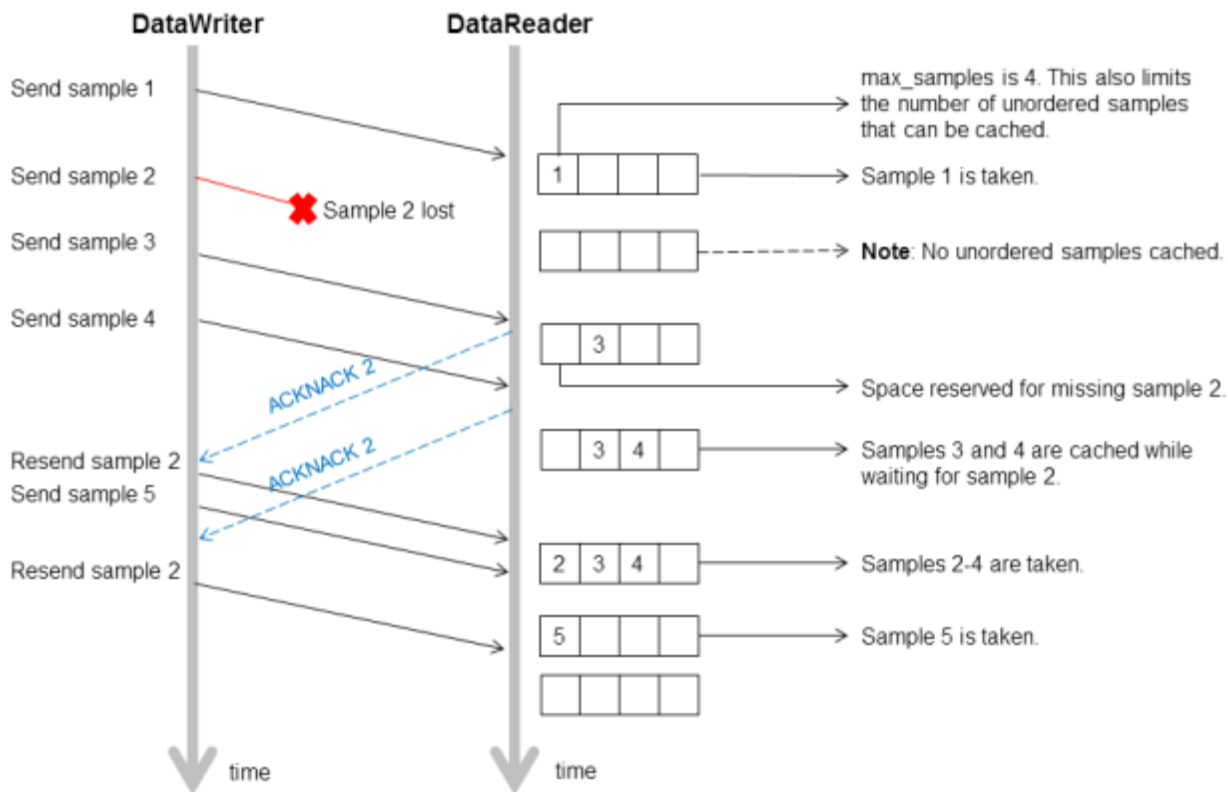 DataWriter
DataReader
Send sample 1
max_samples is 4. This also limits
the number of unordered samples
that can be cached.
1
Sample 1 is taken.
Send sample 2
Sample 2 lost
Send sample 3
Note: No unordered samples cached.
Send sample 4
3
ACKNACK 2
Space reserved for missing sample 2.
3 4
Samples 3 and 4 are cached while
waiting for sample 2.
Resend sample 2
ACKNACK 2
Send sample 5
2 3 4
Samples 2-4 are taken.
Resend sample 2
5
Sample 5 is taken.
time
time